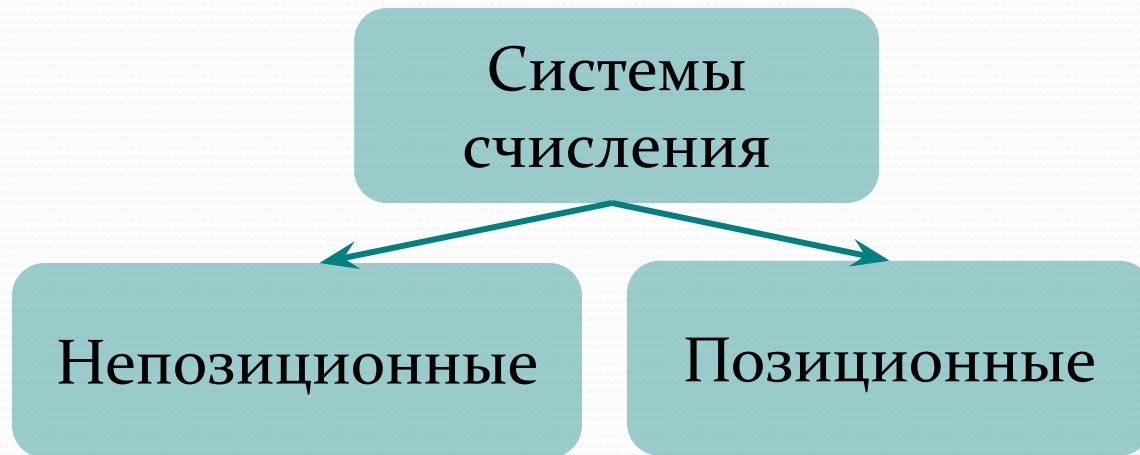 Системы
счисления
Непозиционные
Позиционные